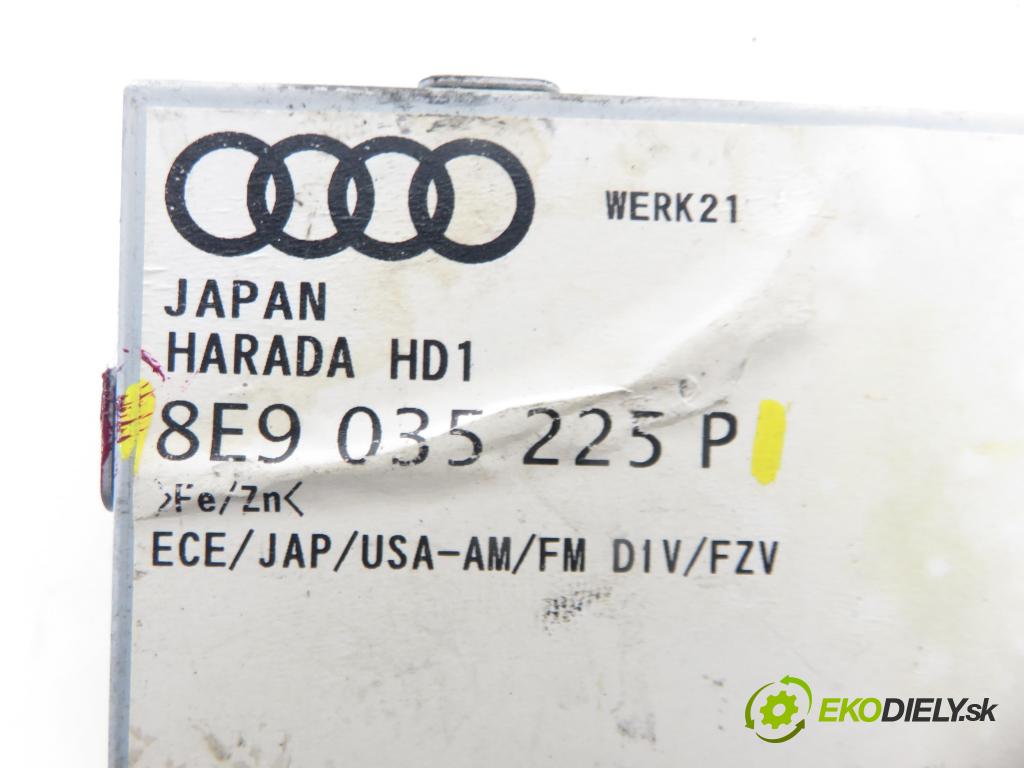 WERK21
JAPAN
HARADA HD1
8E9 035 225 P
>Fe/Zn<
ECE/JAP/USA-AM/FM DIV/FZV
EKODIELY.sk